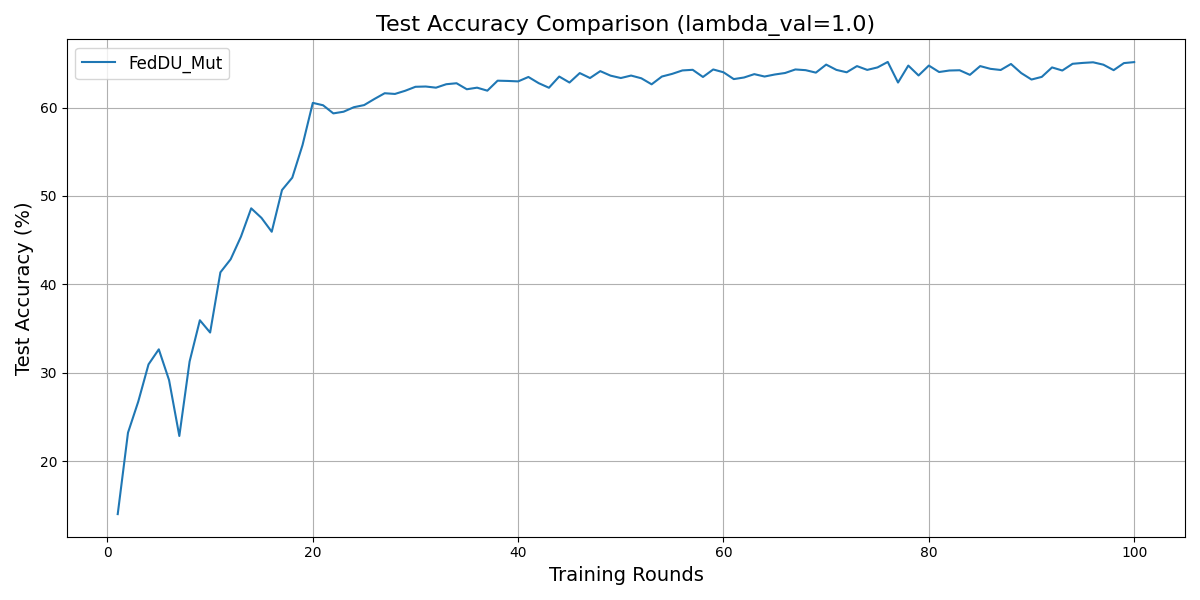 Test Accuracy Comparison (lambda_val=1.0)
FedDU_Mut
Test Accuracy (%)
60
50
40
30
20
0 20 40 60 80 100
Training Rounds